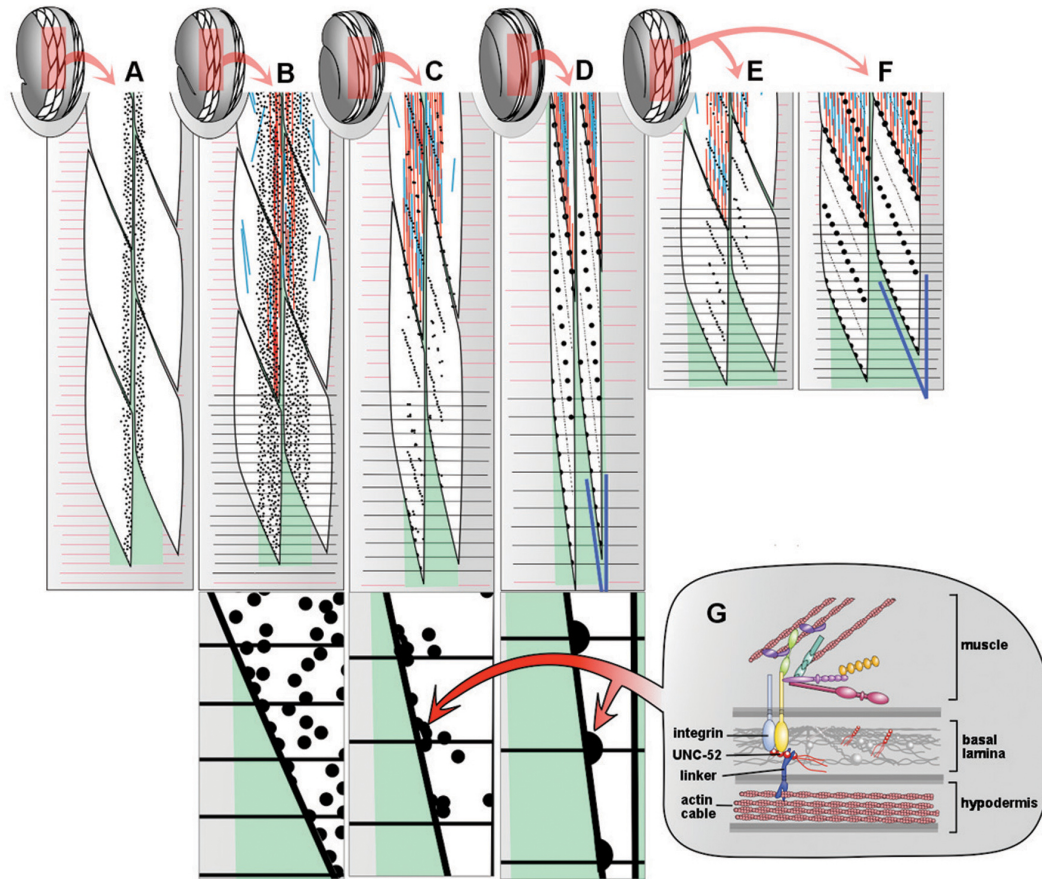 A
B
C
D
E
F
G
muscle
integrin
UNC-52
linker
basal
lamina
actin
cable
hypodermis